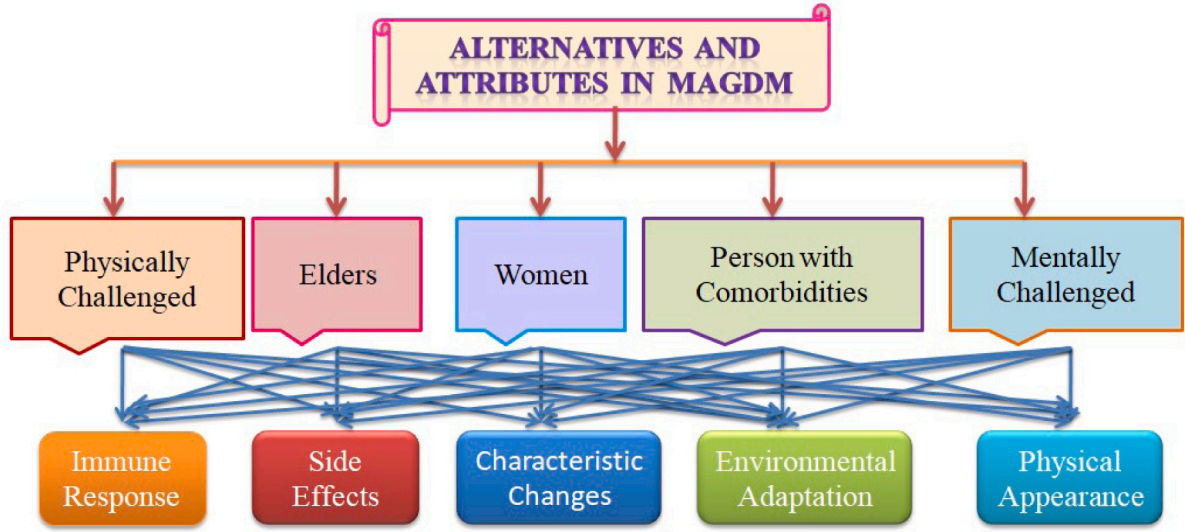 ALTERNATIVES AND
ATTRIBUTES IN MAGDM
Physically
Challenged
Elders
Women
Person with
Comorbidities
Mentally
Challenged
Immune
Response
Side
Effects
Characteristic
Changes
Environmental
Adaptation
Physical
Appearance